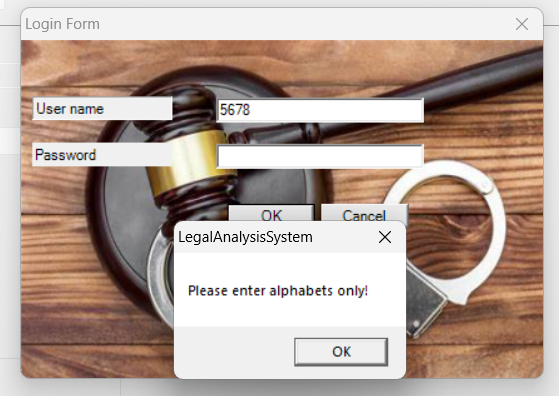 Login Form
User name
5678
Password
OK
Cancel
LegalAnalysisSystem
Please enter alphabets only!
OK